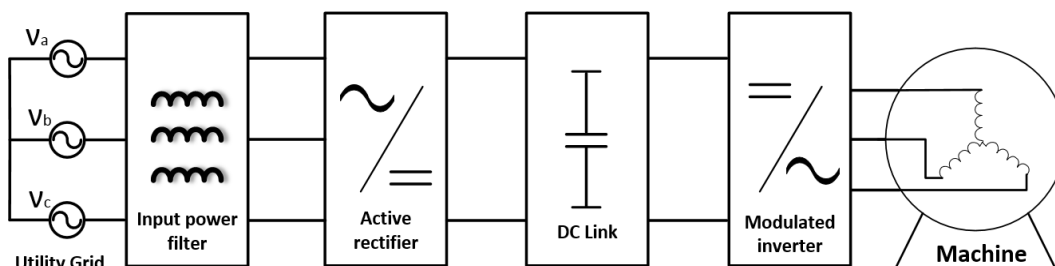 Va
Vb
Vc
Utility Grid
Input power
filter
Active
rectifier
DC Link
Modulated
inverter
Machine